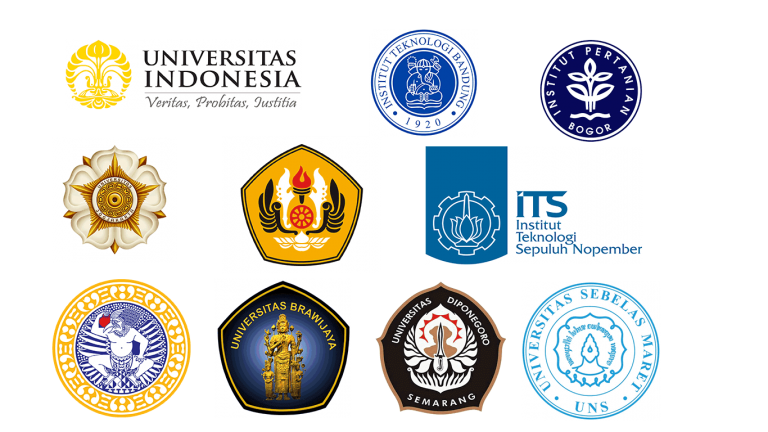 UNIVERSITAS
INDONESIA
Veritas, Probitas, Iustitia
INSTITUT TEKNOLOGI BANDUNG
1920
INSTITUT PERTANIAN
BOGOR
UNIVERSITAS
iTS
Institut
Teknologi
Sepuluh Nopember
UNIVERSITAS BRAWIJAYA
UNIVERSITAS DIPONEGORO
SEMARANG
UNIVERSITAS SEBELAS MARET
UNS